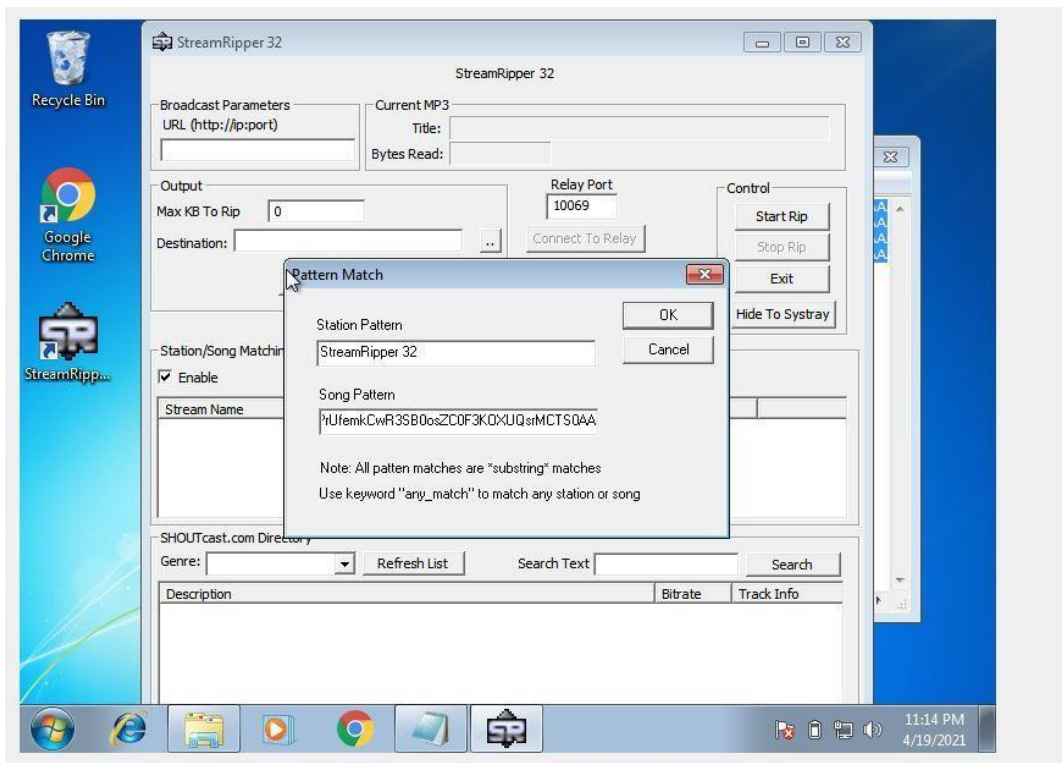 Recycle Bin
Google
Chrome
StreamRipp...
StreamRipper 32
StreamRipper 32
Broadcast Parameters
URL (http://ip:port)
Current MP3
Title:
Bytes Read:
Output
Max KB To Rip 0
Destination: ..
Relay Port
10069
Connect To Relay
Control
Start Rip
Stop Rip
Exit
Hide To Systray
Pattern Match
Station Pattern
StreamRipper 32
OK
Cancel
Song Pattern
rUfemkCwR3SB0osZC0F3KOXUQsrMCTS0AA
Note: All patten matches are *substring* matches
Use keyword "any_match" to match any station or song
Station/Song Matchin
Enable
Stream Name
SHOUTcast.com Directory
Genre: Refresh List Search Text Search
Description Bitrate Track Info
11:14 PM
4/19/2021